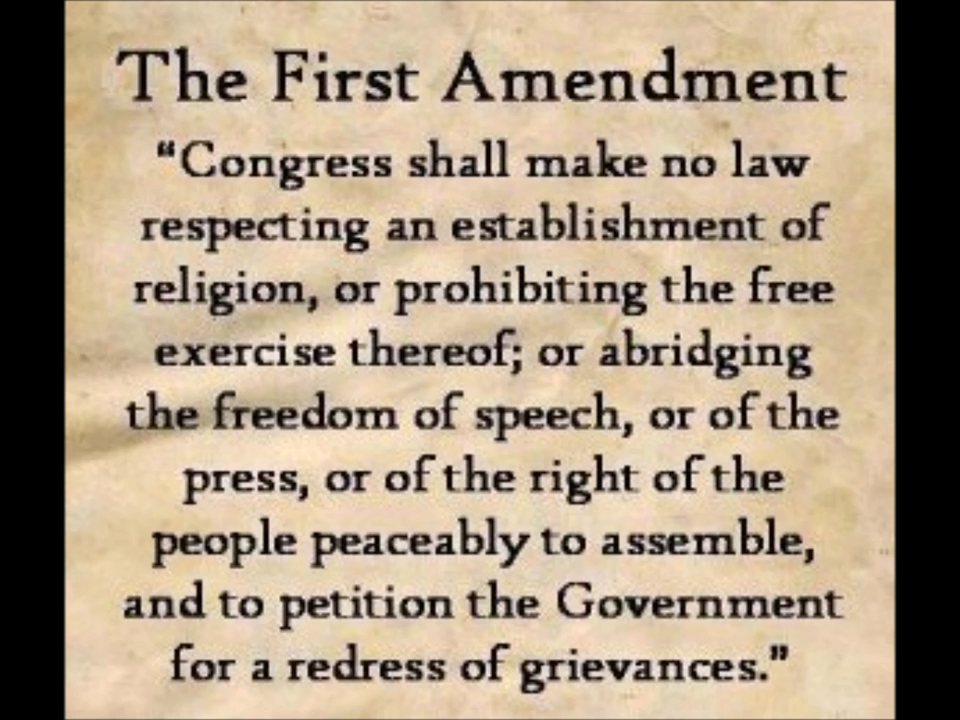 The First Amendment
“Congress shall make no law
respecting an establishment of
religion, or prohibiting the free
exercise thereof; or abridging
the freedom of speech, or of the
press, or of the right of the
people peaceably to assemble,
and to petition the Government
for a redress of grievances.”